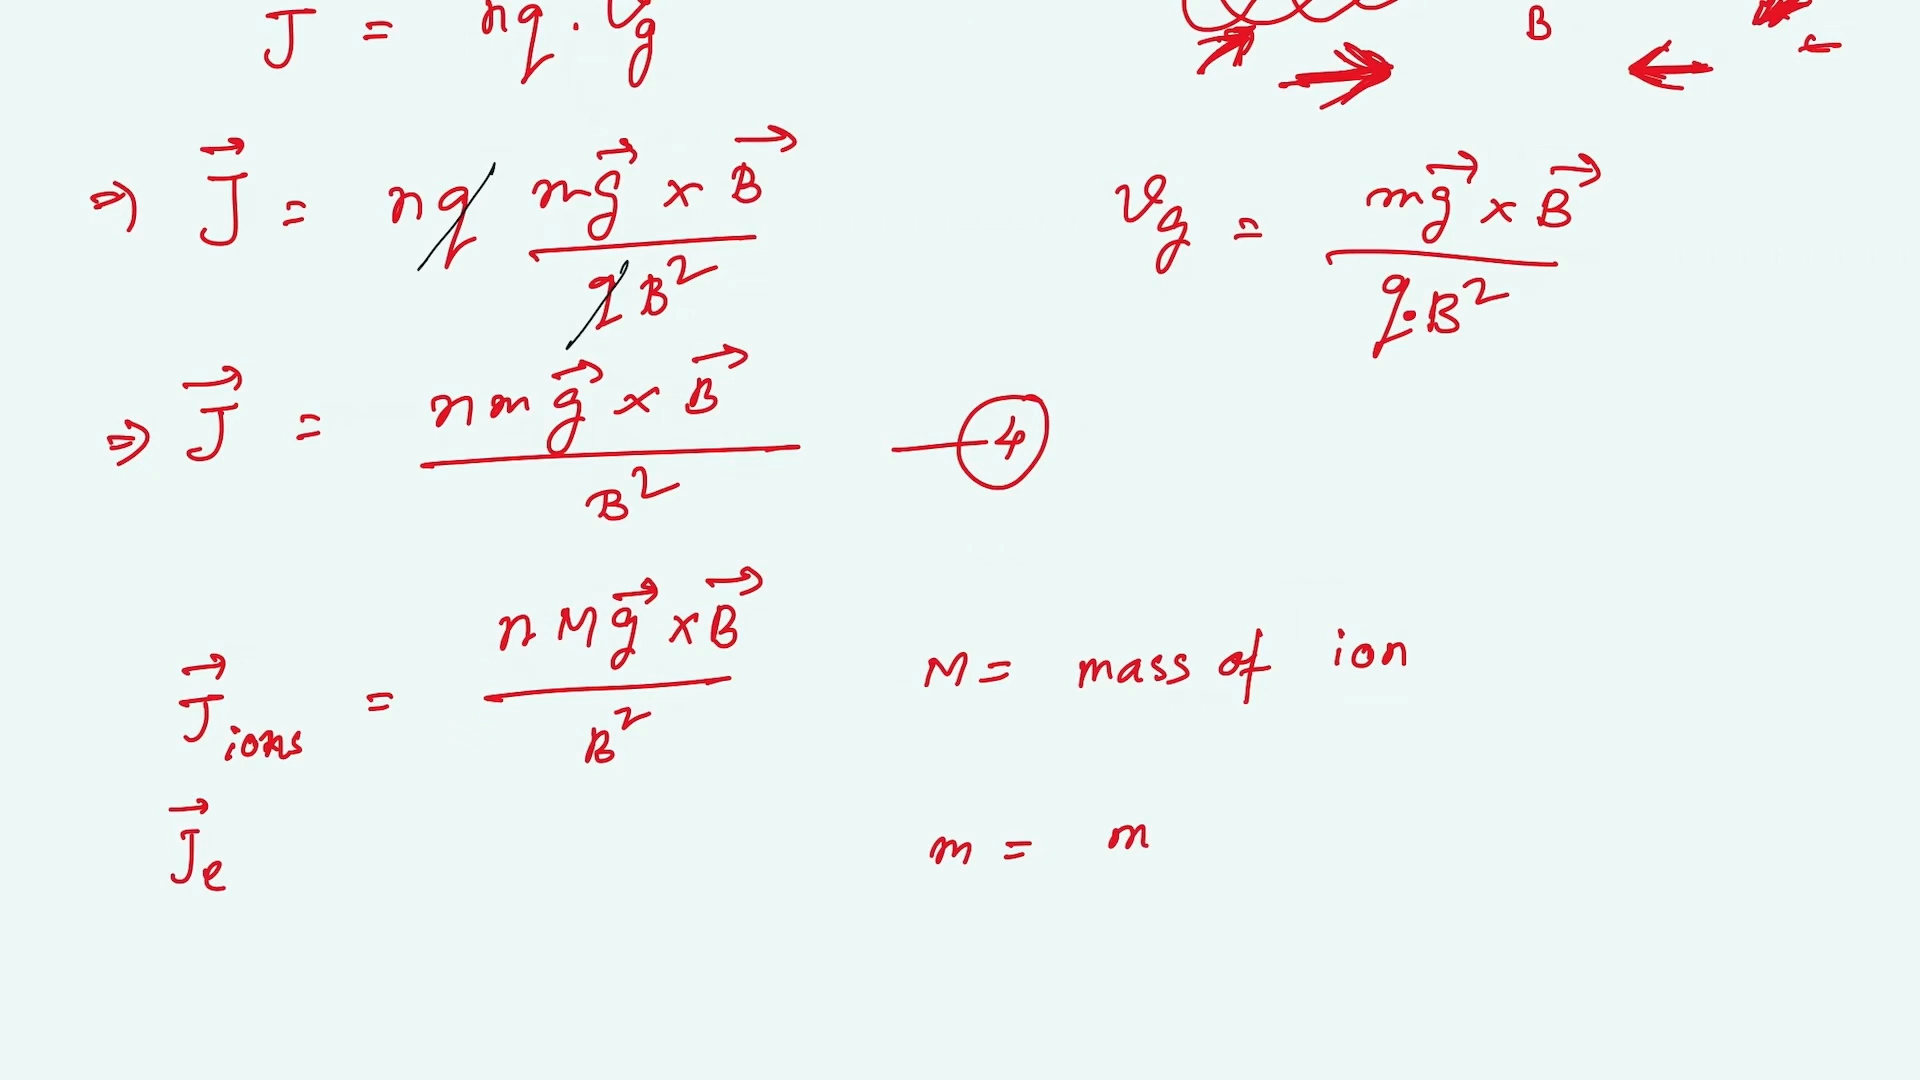 J = nq . vg
B
⇒ J⃗ = nq mg⃗ × B⃗ / qB²
vg = mg⃗ × B⃗ / q.B²
⇒ J⃗ = nmg⃗ × B⃗ / B² — ④
J⃗ions = nMg⃗ × B⃗ / B²
M = mass of ion
J⃗e
m = m